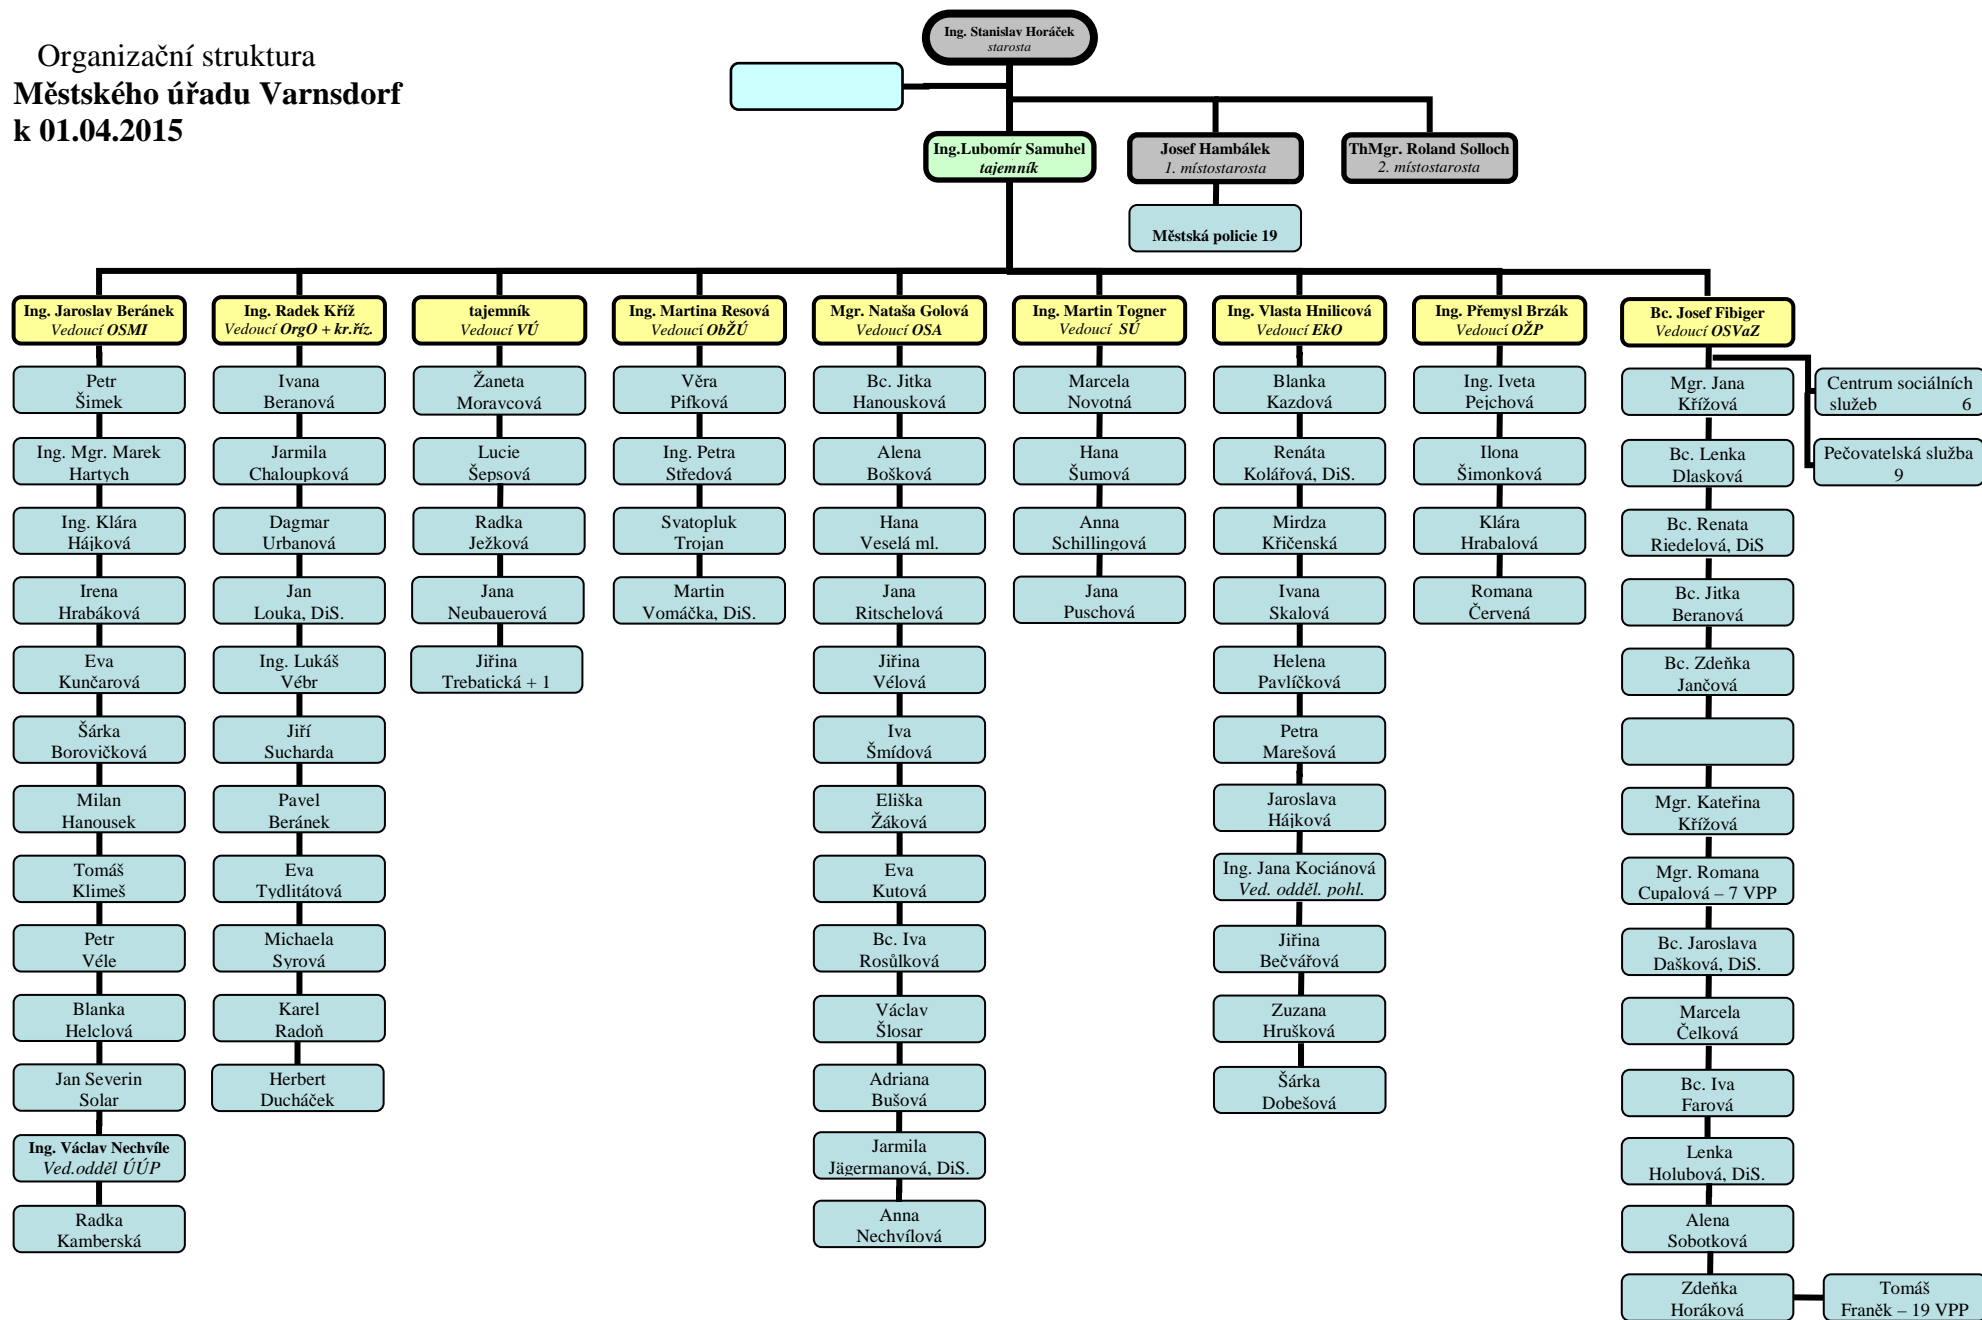 Organizační struktura
Městského úřadu Varnsdorf
k 01.04.2015
Ing. Stanislav Horáček
starosta
Ing.Lubomír Samuhel
tajemník
Josef Hambálek
1. místostarosta
ThMgr. Roland Solloch
2. místostarosta
Městská policie 19
Ing. Jaroslav Beránek
Vedoucí OSMI
Petr
Šimek
Ing. Mgr. Marek
Hartych
Ing. Klára
Hájková
Irena
Hrabáková
Eva
Kunčarová
Šárka
Borovičková
Milan
Hanousek
Tomáš
Klimeš
Petr
Véle
Blanka
Helclová
Jan Severin
Solar
Ing. Václav Nechvíle
Ved.odděl ÚÚP
Radka
Kamberská
Ing. Radek Kříž
Vedoucí OrgO + kr.říz.
Ivana
Beranová
Jarmila
Chaloupková
Dagmar
Urbanová
Jan
Louka, DiS.
Ing. Lukáš
Vébr
Jiří
Sucharda
Pavel
Beránek
Eva
Tydlitátová
Michaela
Syrová
Karel
Radoň
Herbert
Ducháček
tajemník
Vedoucí VÚ
Žaneta
Moravcová
Lucie
Šepsová
Radka
Ježková
Jana
Neubauerová
Jiřina
Trebatická + 1
Ing. Martina Resová
Vedoucí ObŽÚ
Věra
Pifková
Ing. Petra
Středová
Svatopluk
Trojan
Martin
Vomáčka, DiS.
Mgr. Nataša Golová
Vedoucí OSA
Bc. Jitka
Hanousková
Alena
Bošková
Hana
Veselá ml.
Jana
Ritschelová
Jiřina
Vélová
Iva
Šmídová
Eliška
Žáková
Eva
Kutová
Bc. Iva
Rosůlková
Václav
Šlosar
Adriana
Bušová
Jarmila
Jägermanová, DiS.
Anna
Nechvílová
Ing. Martin Togner
Vedoucí SÚ
Marcela
Novotná
Hana
Šumová
Anna
Schillingová
Jana
Puschová
Ing. Vlasta Hnilicová
Vedoucí EkO
Blanka
Kazdová
Renáta
Kolářová, DiS.
Mirdza
Křičenská
Ivana
Skalová
Helena
Pavlíčková
Petra
Marešová
Jaroslava
Hájková
Ing. Jana Kociánová
Ved. odděl. pohl.
Jiřina
Bečvářová
Zuzana
Hrušková
Šárka
Dobešová
Ing. Přemysl Brzák
Vedoucí OŽP
Ing. Iveta
Pejchová
Ilona
Šimonková
Klára
Hrabalová
Romana
Červená
Bc. Josef Fibiger
Vedoucí OSVaZ
Mgr. Jana
Křížová
Bc. Lenka
Dlasková
Bc. Renata
Riedelová, DiS
Bc. Jitka
Beranová
Bc. Zdeňka
Jančová
Mgr. Kateřina
Křížová
Mgr. Romana
Cupalová – 7 VPP
Bc. Jaroslava
Dašková, DiS.
Marcela
Čelková
Bc. Iva
Farová
Lenka
Holubová, DiS.
Alena
Sobotková
Zdeňka
Horáková
Centrum sociálních
služeb 6
Pečovatelská služba
9
Tomáš
Franěk – 19 VPP